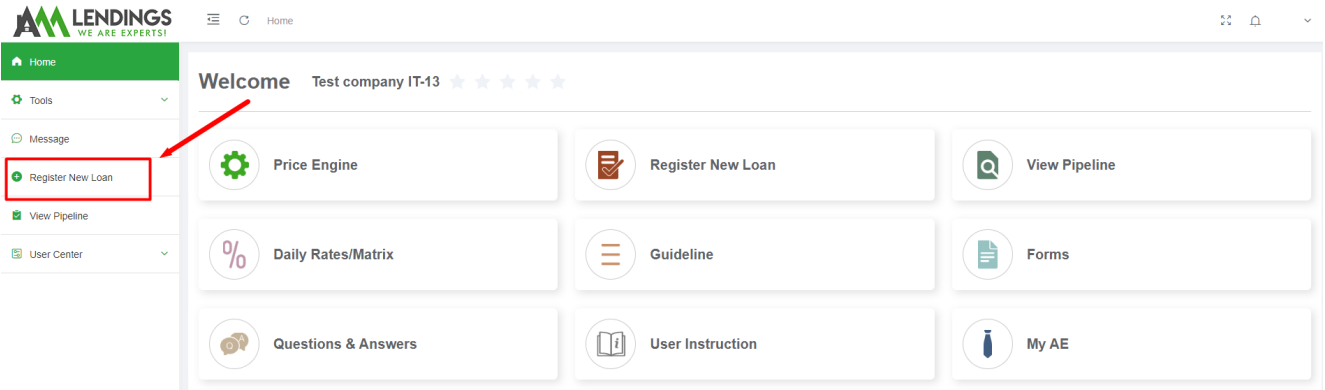 AAA LENDINGS
WE ARE EXPERTS!
Home
Home
Tools
Message
Register New Loan
View Pipeline
User Center
Welcome Test company IT-13
Price Engine
Register New Loan
View Pipeline
Daily Rates/Matrix
%
Guideline
Forms
Questions & Answers
Q A
User Instruction
i
My AE